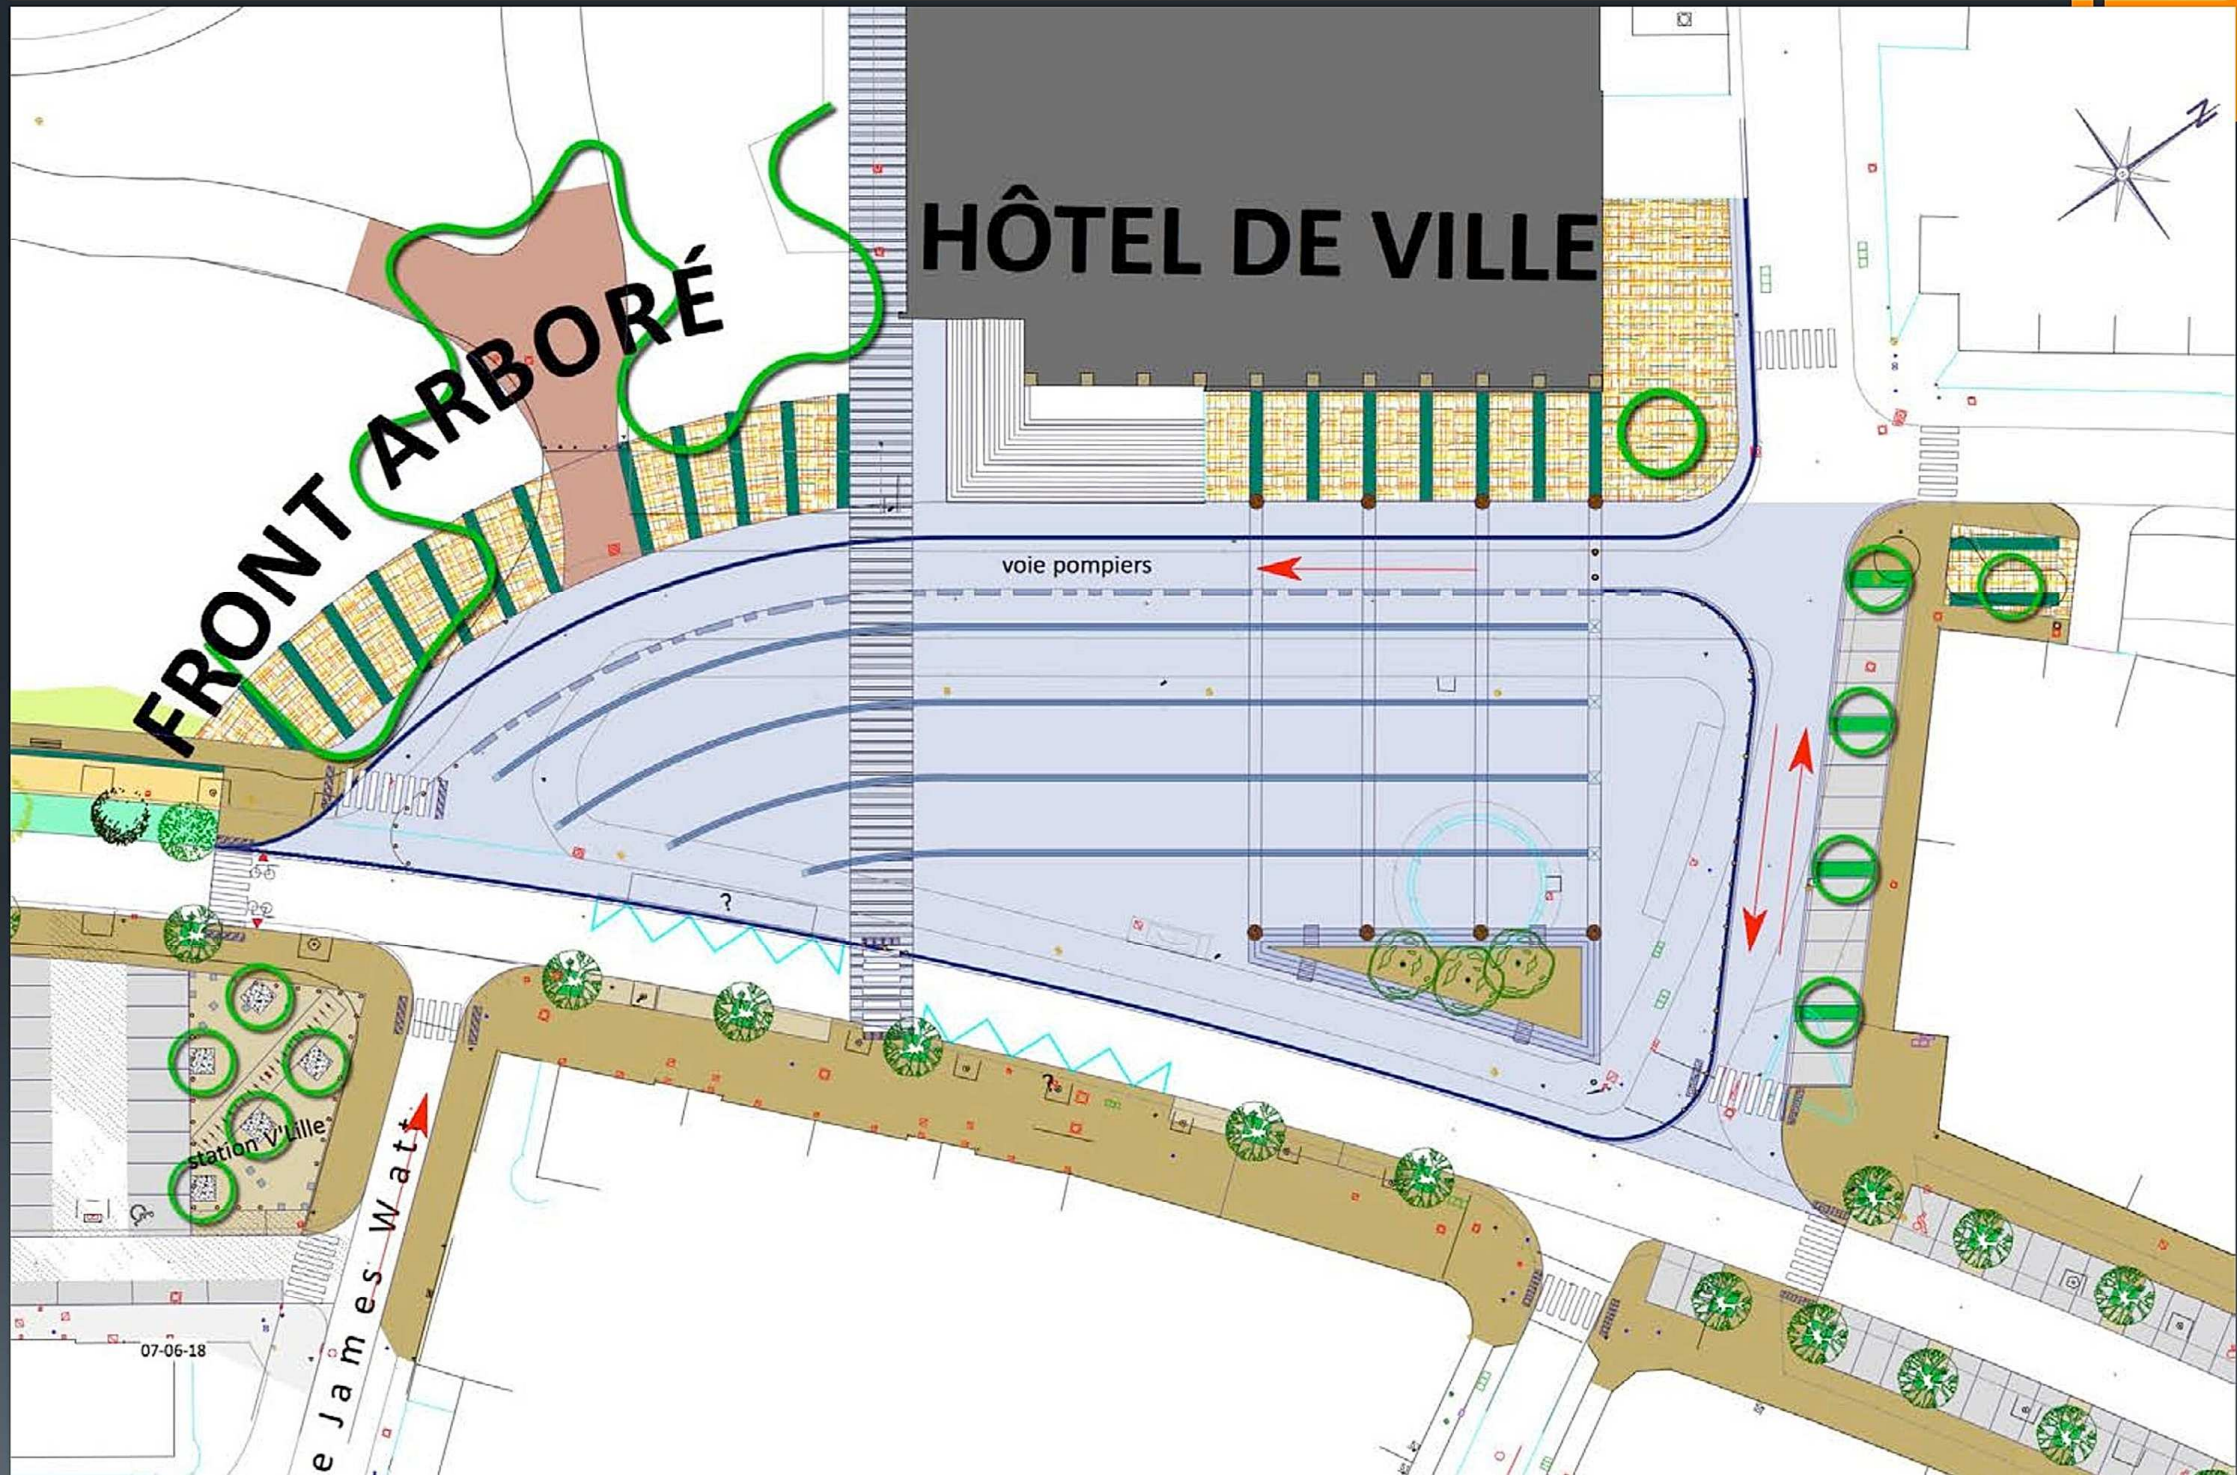 N
HÔTEL DE VILLE
FRONT ARBORÉ
voie pompiers
?
?
station V'Lille
e James Watt
07-06-18